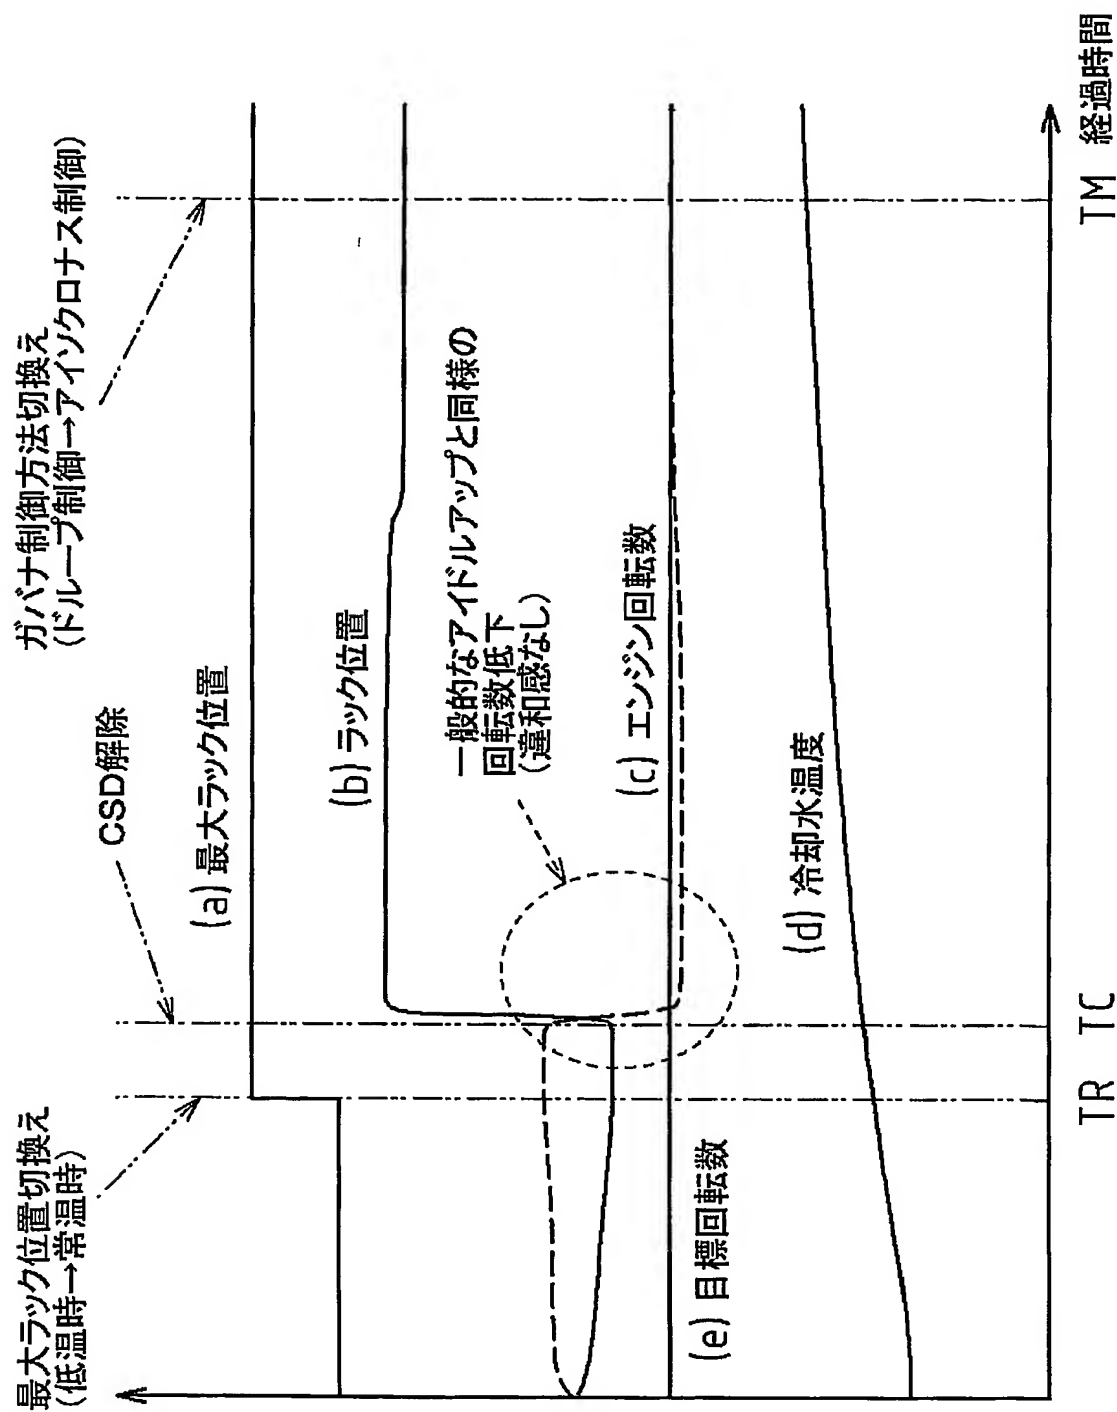 最大ラック位置切換え
(低温時→常温時)
CSD解除
ガバナ制御方法切換え
(ドループ制御→アイソクロナス制御)
(a) 最大ラック位置
(b) ラック位置
一般的なアイドルアップと同様の
回転数低下
(違和感なし)
(c) エンジン回転数
(e) 目標回転数
(d) 冷却水温度
TR
TC
TM
経過時間